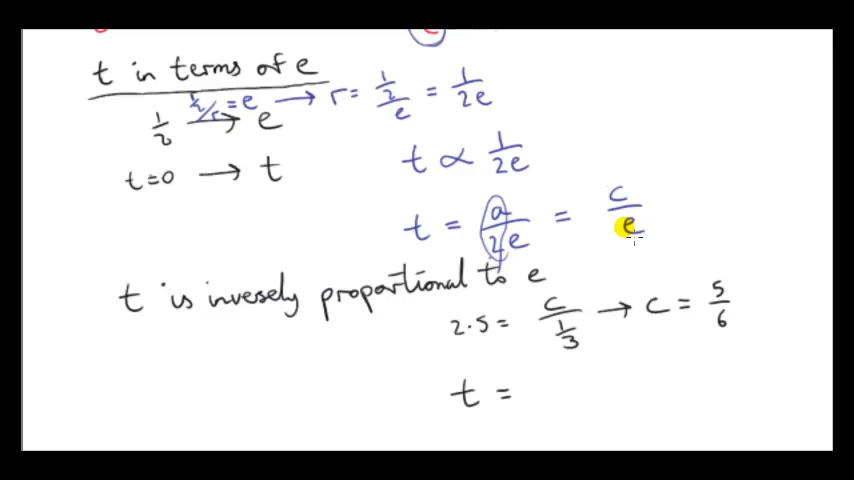 t in terms of e
½/r = e → r = ½/e = 1/2e
½ → e
t ∝ 1/2e
t=0 → t
t = a/2e = c/e
t is inversely proportional to e
2.5 = c/⅓ → c = 5/6
t =